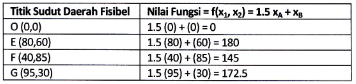 Titik Sudut Daerah Fisibel Nilai Fungsi = f(x₁, x₂) = 1.5 x_A + x_B
O (0,0) 1.5 (0) + (0) = 0
E (80,60) 1.5 (80) + (60) = 180
F (40,85) 1.5 (40) + (85) = 145
G (95,30) 1.5 (95) + (30) = 172.5